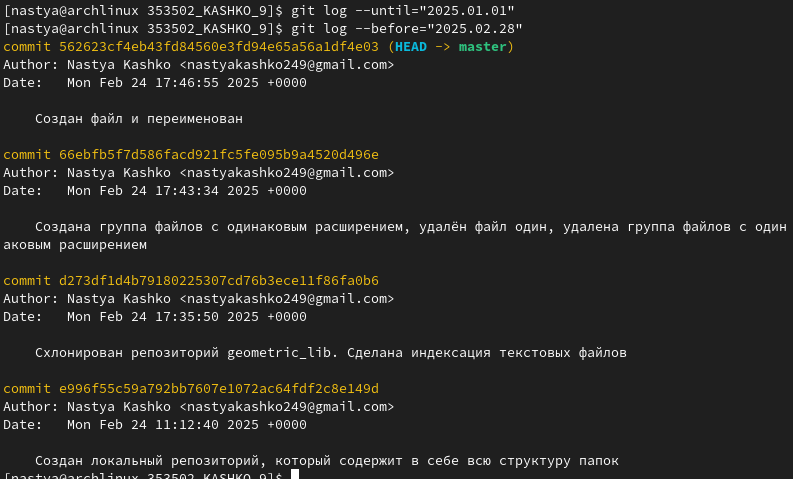 [nastya@archlinux 353502_KASHKO_9]$ git log --until="2025.01.01"
[nastya@archlinux 353502_KASHKO_9]$ git log --before="2025.02.28"
commit 562623cf4eb43fd84560e3fd94e65a56a1df4e03 (HEAD -> master)
Author: Nastya Kashko <nastyakashko249@gmail.com>
Date:   Mon Feb 24 17:46:55 2025 +0000
    Создан файл и переименован
commit 66ebfb5f7d586facd921fc5fe095b9a4520d496e
Author: Nastya Kashko <nastyakashko249@gmail.com>
Date:   Mon Feb 24 17:43:34 2025 +0000
    Создана группа файлов с одинаковым расширением, удалён файл один, удалена группа файлов с один
аковым расширением
commit d273df1d4b79180225307cd76b3ece11f86fa0b6
Author: Nastya Kashko <nastyakashko249@gmail.com>
Date:   Mon Feb 24 17:35:50 2025 +0000
    Схлонирован репозиторий geometric_lib. Сделана индексация текстовых файлов
commit e996f55c59a792bb7607e1072ac64fdf2c8e149d
Author: Nastya Kashko <nastyakashko249@gmail.com>
Date:   Mon Feb 24 11:12:40 2025 +0000
    Создан локальный репозиторий, который содержит в себе всю структуру папок
[nastya@archlinux 353502_KASHKO_9]$